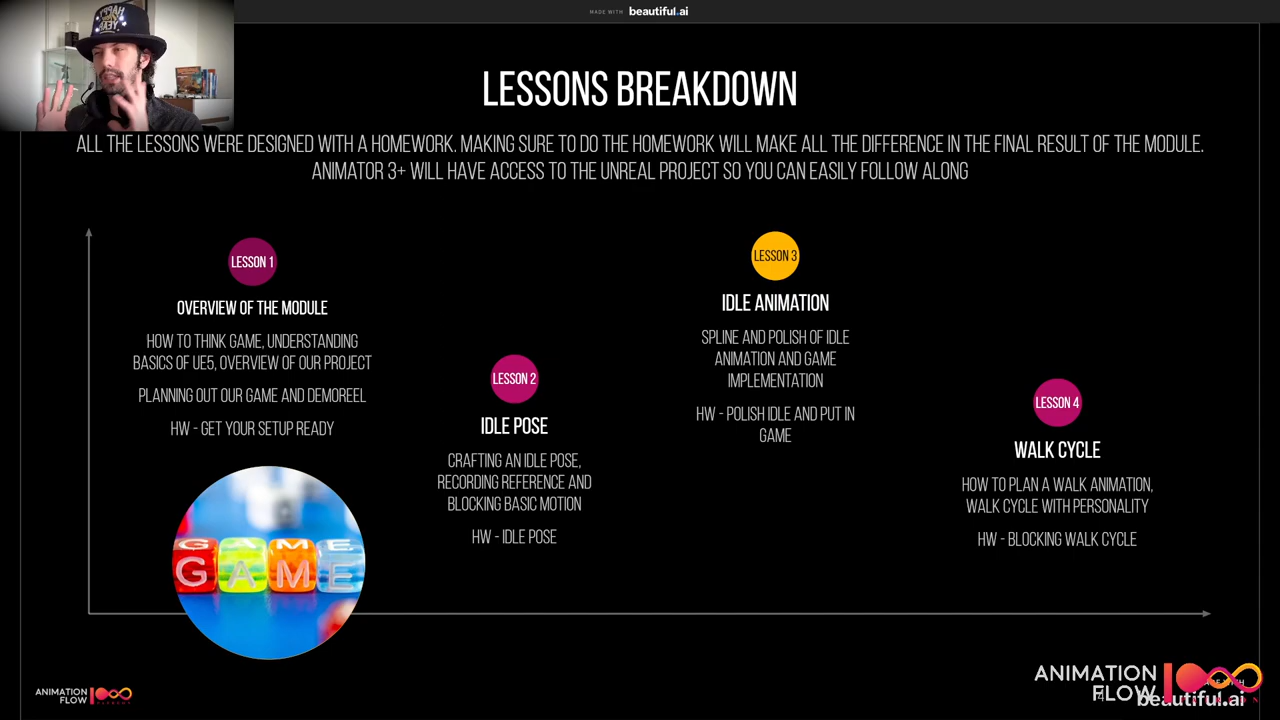 MADE WITH beautiful.ai
LESSONS BREAKDOWN
ALL THE LESSONS WERE DESIGNED WITH A HOMEWORK. MAKING SURE TO DO THE HOMEWORK WILL MAKE ALL THE DIFFERENCE IN THE FINAL RESULT OF THE MODULE.
ANIMATOR 3+ WILL HAVE ACCESS TO THE UNREAL PROJECT SO YOU CAN EASILY FOLLOW ALONG
LESSON 1
OVERVIEW OF THE MODULE
HOW TO THINK GAME, UNDERSTANDING
BASICS OF UE5, OVERVIEW OF OUR PROJECT
PLANNING OUT OUR GAME AND DEMOREEL
HW - GET YOUR SETUP READY
GAME
GAME
LESSON 2
IDLE POSE
CRAFTING AN IDLE POSE,
RECORDING REFERENCE AND
BLOCKING BASIC MOTION
HW - IDLE POSE
LESSON 3
IDLE ANIMATION
SPLINE AND POLISH OF IDLE
ANIMATION AND GAME
IMPLEMENTATION
HW - POLISH IDLE AND PUT IN
GAME
LESSON 4
WALK CYCLE
HOW TO PLAN A WALK ANIMATION,
WALK CYCLE WITH PERSONALITY
HW - BLOCKING WALK CYCLE
ANIMATION
FLOW
ANIMATION
FLOW
beautiful.ai